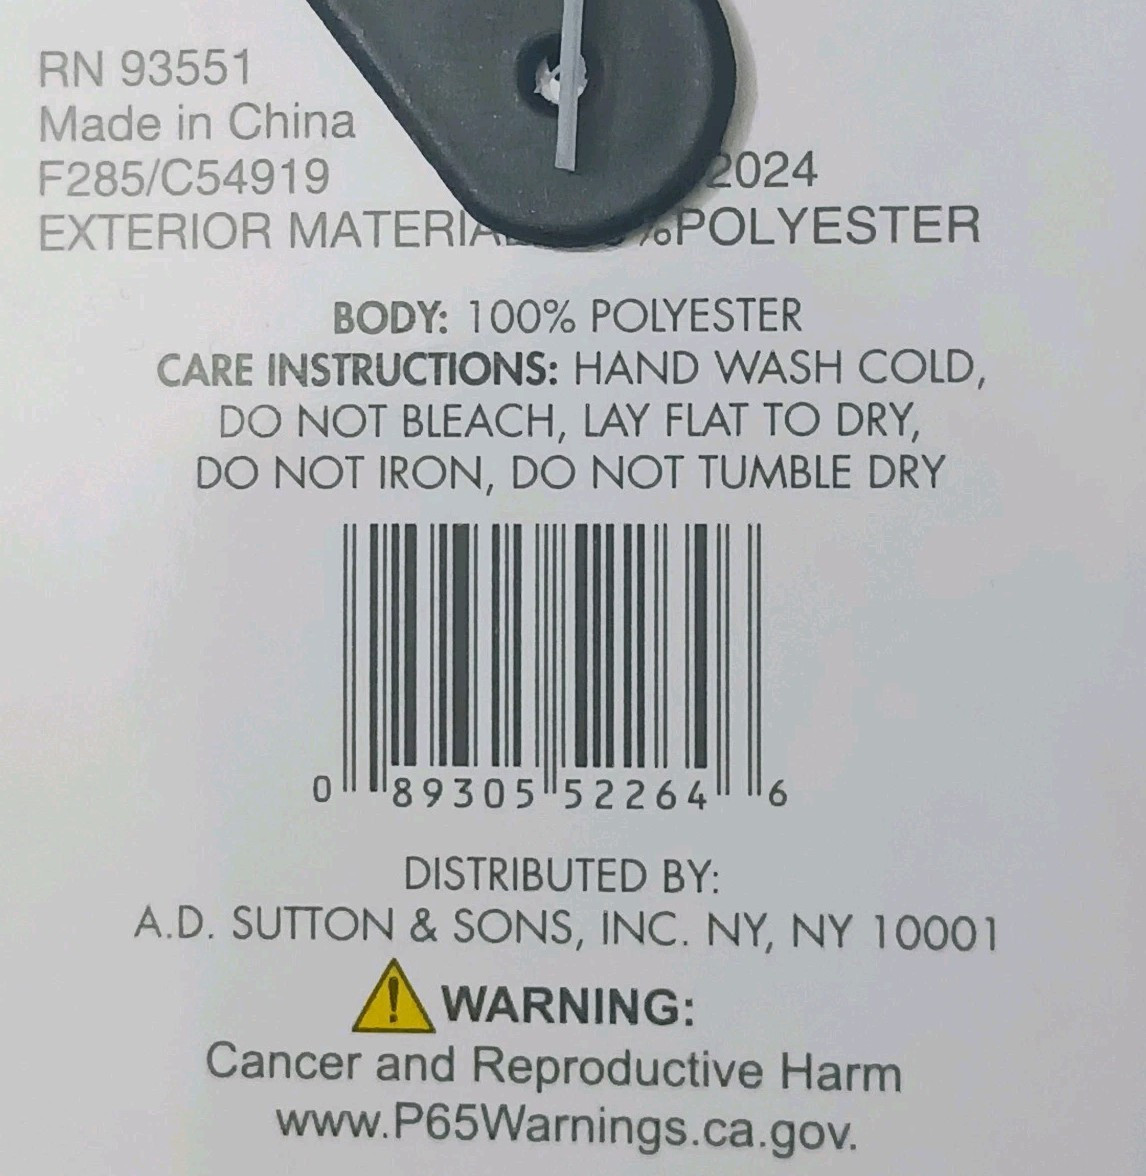 RN 93551
Made in China
F285/C54919 2024
EXTERIOR %POLYESTER
BODY: 100% POLYESTER
CARE INSTRUCTIONS: HAND WASH COLD,
DO NOT BLEACH, LAY FLAT TO DRY,
DO NOT IRON, DO NOT TUMBLE DRY
0 89305 52264 6
DISTRIBUTED BY:
A.D. SUTTON & SONS, INC. NY, NY 10001
WARNING:
Cancer and Reproductive Harm
www.P65Warnings.ca.gov.